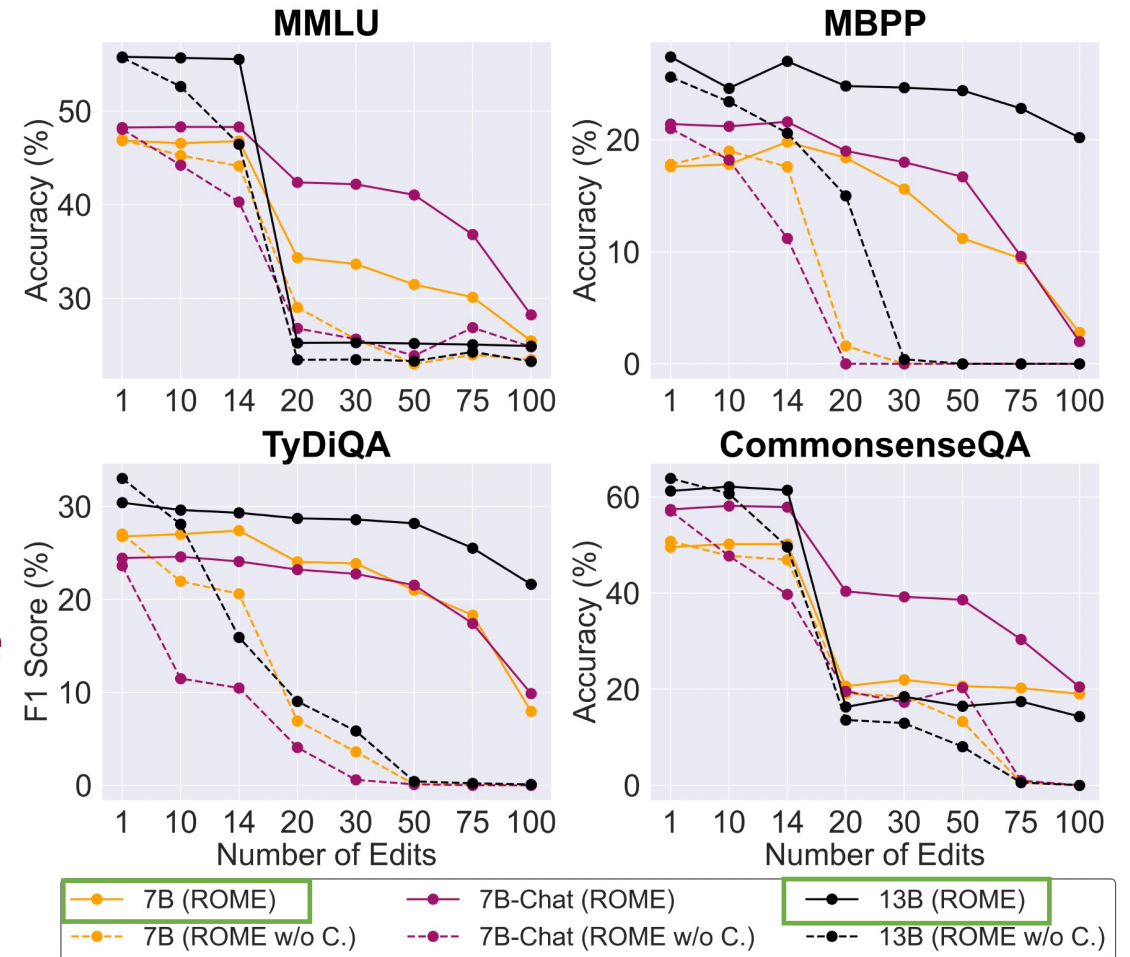 MMLU
Accuracy (%)
50
40
30
1 10 14 20 30 50 75 100
MBPP
Accuracy (%)
20
10
0
1 10 14 20 30 50 75 100
TyDiQA
F1 Score (%)
30
20
10
0
1 10 14 20 30 50 75 100
Number of Edits
CommonsenseQA
Accuracy (%)
60
40
20
0
1 10 14 20 30 50 75 100
Number of Edits
7B (ROME) 7B-Chat (ROME) 13B (ROME)
7B (ROME w/o C.) 7B-Chat (ROME w/o C.) 13B (ROME w/o C.)